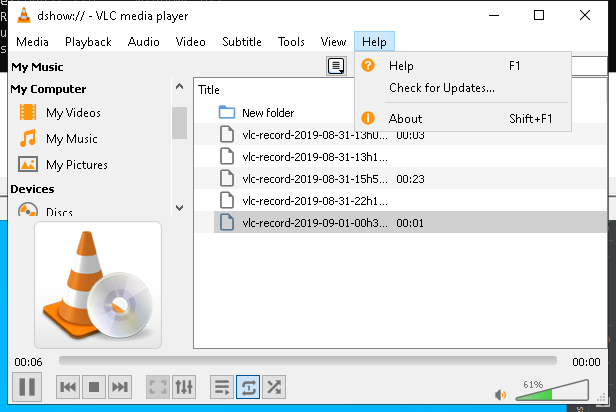 dshow:// - VLC media player
Media Playback Audio Video Subtitle Tools View Help
My Music
My Computer
My Videos
My Music
My Pictures
Devices
Discs
Title
New folder
vlc-record-2019-08-31-13h0... 00:03
vlc-record-2019-08-31-13h1...
vlc-record-2019-08-31-15h5... 00:23
vlc-record-2019-08-31-22h1...
vlc-record-2019-09-01-00h3... 00:01
Help F1
Check for Updates...
About Shift+F1
00:06 00:00
61%